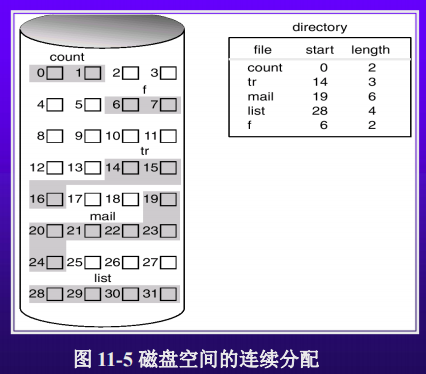 directory
file start length
count 0 2
tr 14 3
mail 19 6
list 28 4
f 6 2
count
0 1 2 3
f
4 5 6 7
8 9 10 11
tr
12 13 14 15
16 17 18 19
mail
20 21 22 23
24 25 26 27
list
28 29 30 31
图 11-5 磁盘空间的连续分配